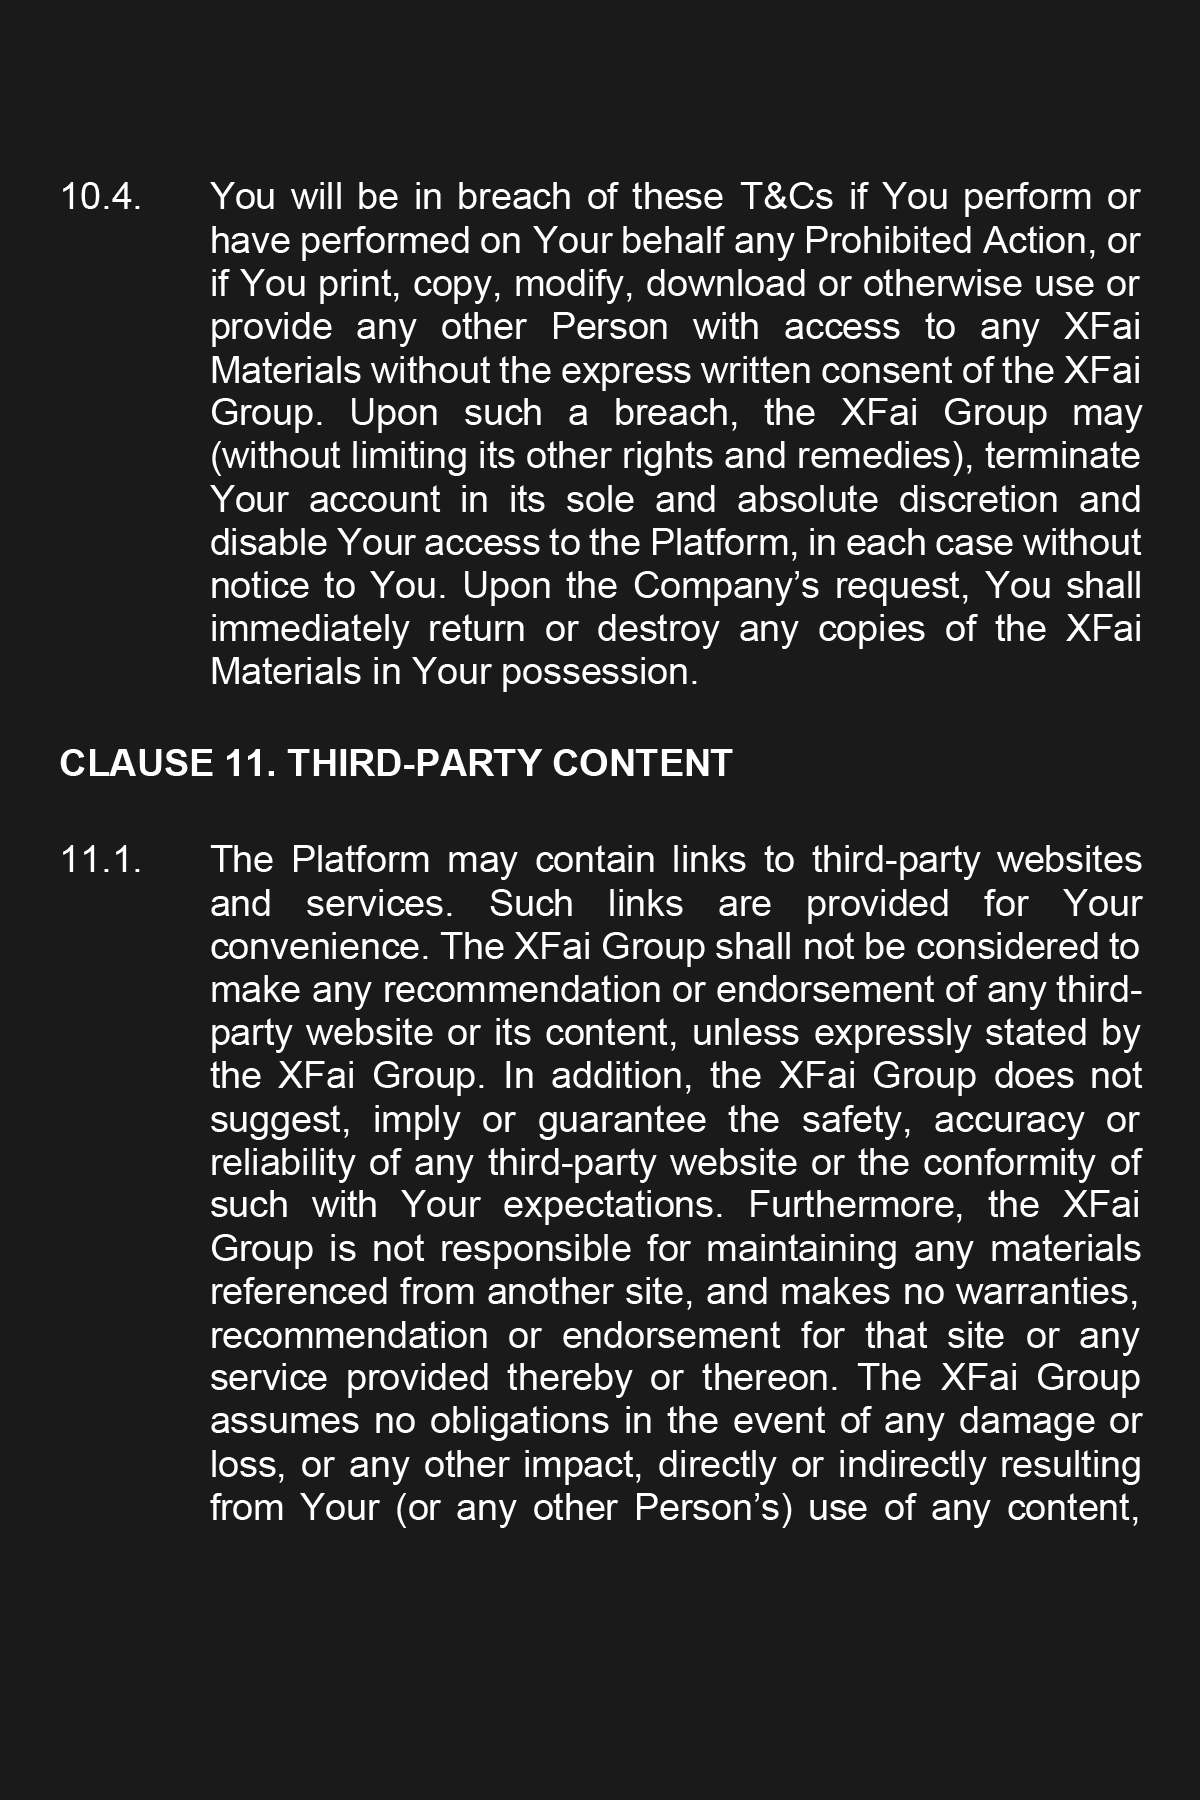 10.4. You will be in breach of these T&Cs if You perform or
have performed on Your behalf any Prohibited Action, or
if You print, copy, modify, download or otherwise use or
provide any other Person with access to any XFai
Materials without the express written consent of the XFai
Group. Upon such a breach, the XFai Group may
(without limiting its other rights and remedies), terminate
Your account in its sole and absolute discretion and
disable Your access to the Platform, in each case without
notice to You. Upon the Company’s request, You shall
immediately return or destroy any copies of the XFai
Materials in Your possession.
CLAUSE 11. THIRD-PARTY CONTENT
11.1. The Platform may contain links to third-party websites
and services. Such links are provided for Your
convenience. The XFai Group shall not be considered to
make any recommendation or endorsement of any third-
party website or its content, unless expressly stated by
the XFai Group. In addition, the XFai Group does not
suggest, imply or guarantee the safety, accuracy or
reliability of any third-party website or the conformity of
such with Your expectations. Furthermore, the XFai
Group is not responsible for maintaining any materials
referenced from another site, and makes no warranties,
recommendation or endorsement for that site or any
service provided thereby or thereon. The XFai Group
assumes no obligations in the event of any damage or
loss, or any other impact, directly or indirectly resulting
from Your (or any other Person’s) use of any content,